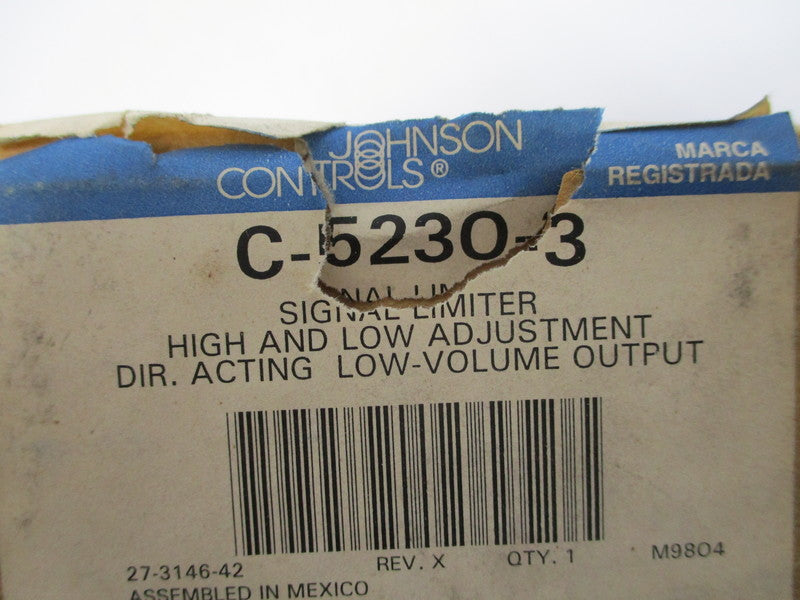 JOHNSON
CONTROLS®
MARCA
REGISTRADA
C-5230-3
SIGNAL LIMITER
HIGH AND LOW ADJUSTMENT
DIR. ACTING LOW-VOLUME OUTPUT
27-3146-42
REV. X
QTY. 1
M9804
ASSEMBLED IN MEXICO